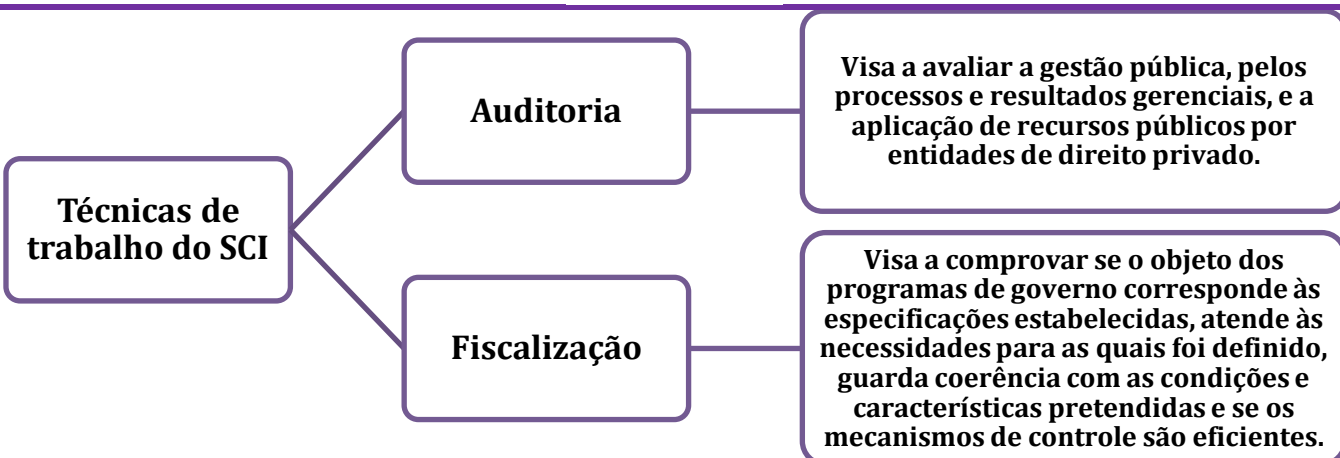 Técnicas de
trabalho do SCI
Auditoria
Visa a avaliar a gestão pública, pelos
processos e resultados gerenciais, e a
aplicação de recursos públicos por
entidades de direito privado.
Fiscalização
Visa a comprovar se o objeto dos
programas de governo corresponde às
especificações estabelecidas, atende às
necessidades para as quais foi definido,
guarda coerência com as condições e
características pretendidas e se os
mecanismos de controle são eficientes.